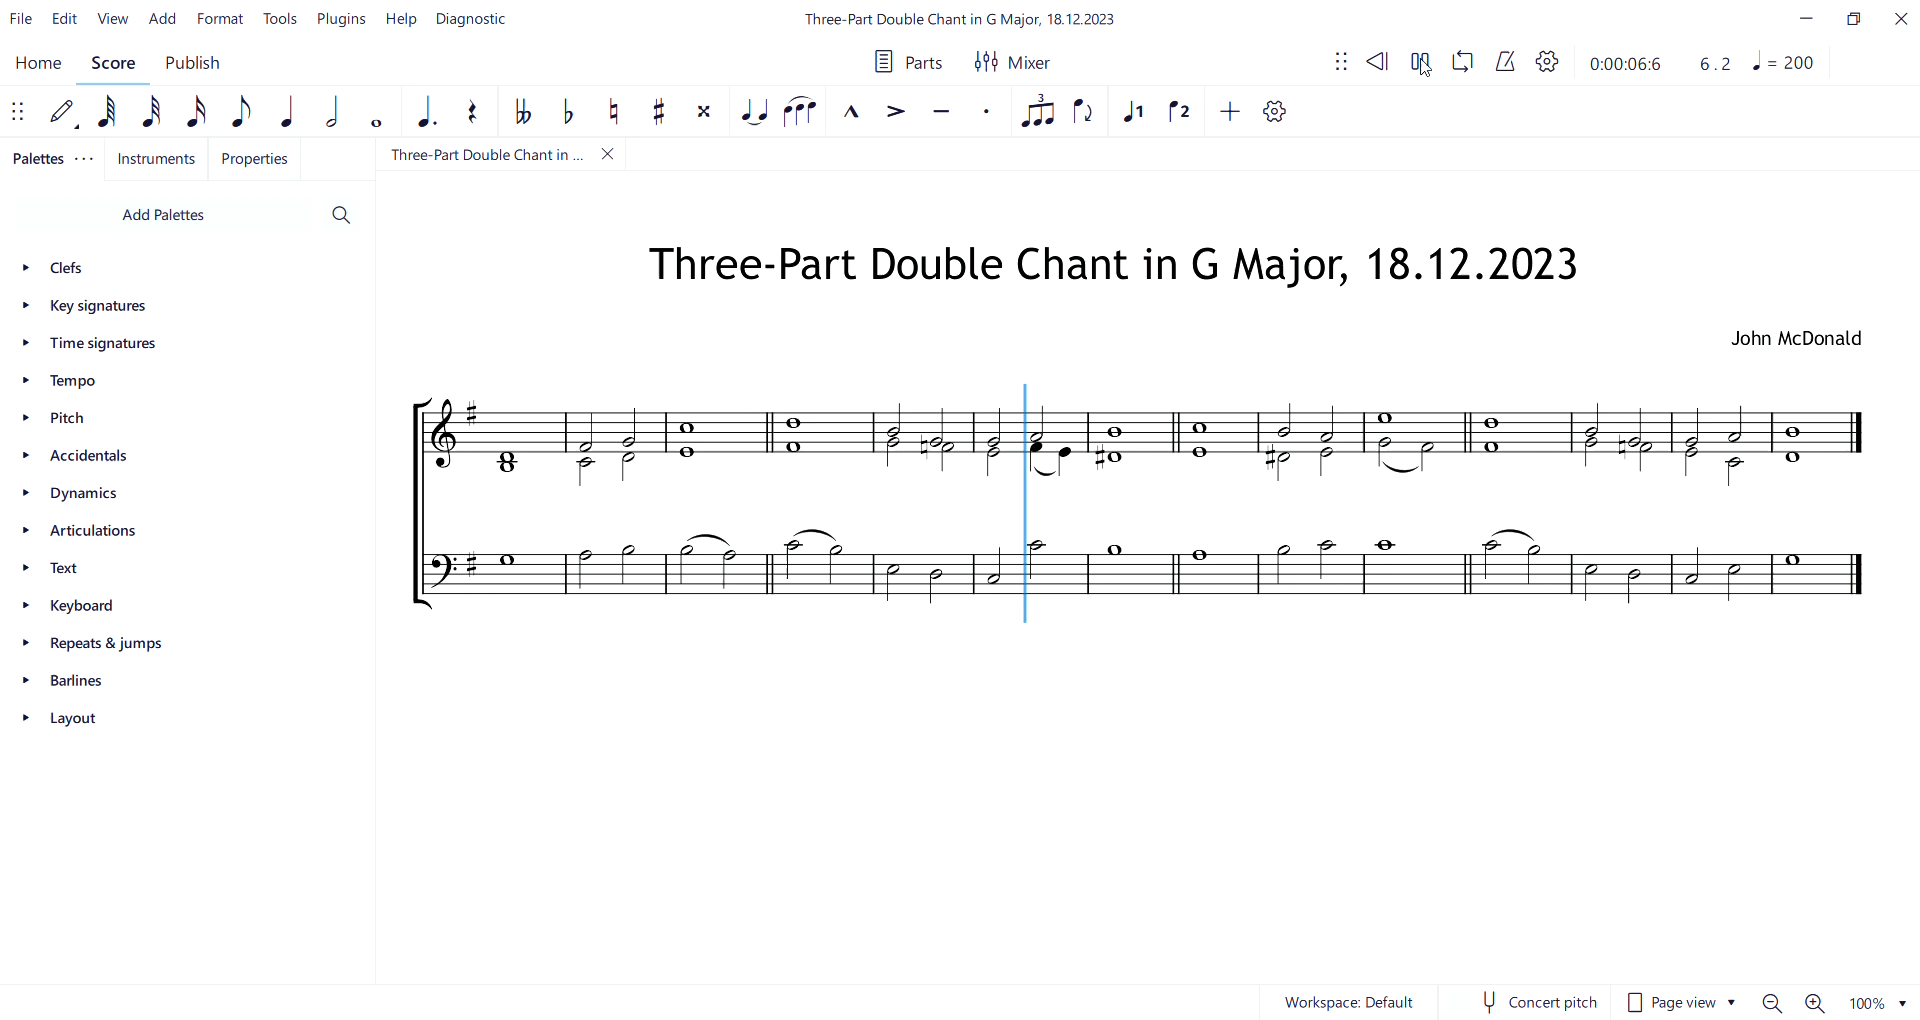 File Edit View Add Format Tools Plugins Help Diagnostic
Three-Part Double Chant in G Major, 18.12.2023
Home Score Publish
Parts Mixer
0:00:06:6 6 . 2 = 200
3
1 2
Palettes ··· Instruments Properties
Three-Part Double Chant in ...
Add Palettes
Clefs
Key signatures
Time signatures
Tempo
Pitch
Accidentals
Dynamics
Articulations
Text
Keyboard
Repeats & jumps
Barlines
Layout
Three-Part Double Chant in G Major, 18.12.2023
John McDonald
Workspace: Default Concert pitch Page view 100%